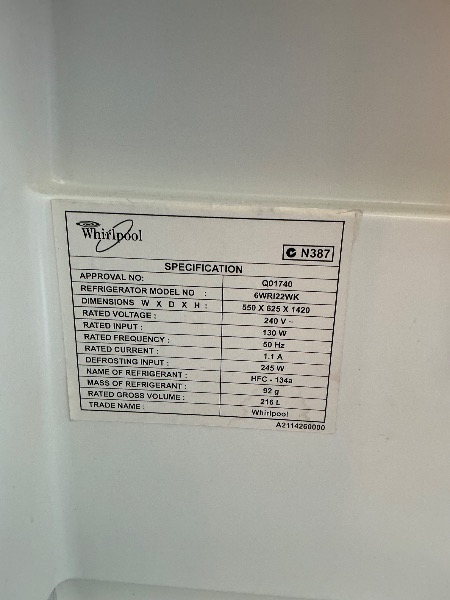 Whirlpool
N387
SPECIFICATION
APPROVAL NO: Q01740
REFRIGERATOR MODEL NO : 6WRI22WK
DIMENSIONS W X D X H : 550 X 625 X 1420
RATED VOLTAGE : 240 V ~
RATED INPUT : 130 W
RATED FREQUENCY : 50 Hz
RATED CURRENT : 1.1 A
DEFROSTING INPUT : 245 W
NAME OF REFRIGERANT : HFC - 134a
MASS OF REFRIGERANT : 92 g
RATED GROSS VOLUME : 216 L
TRADE NAME : Whirlpool
A2114260000